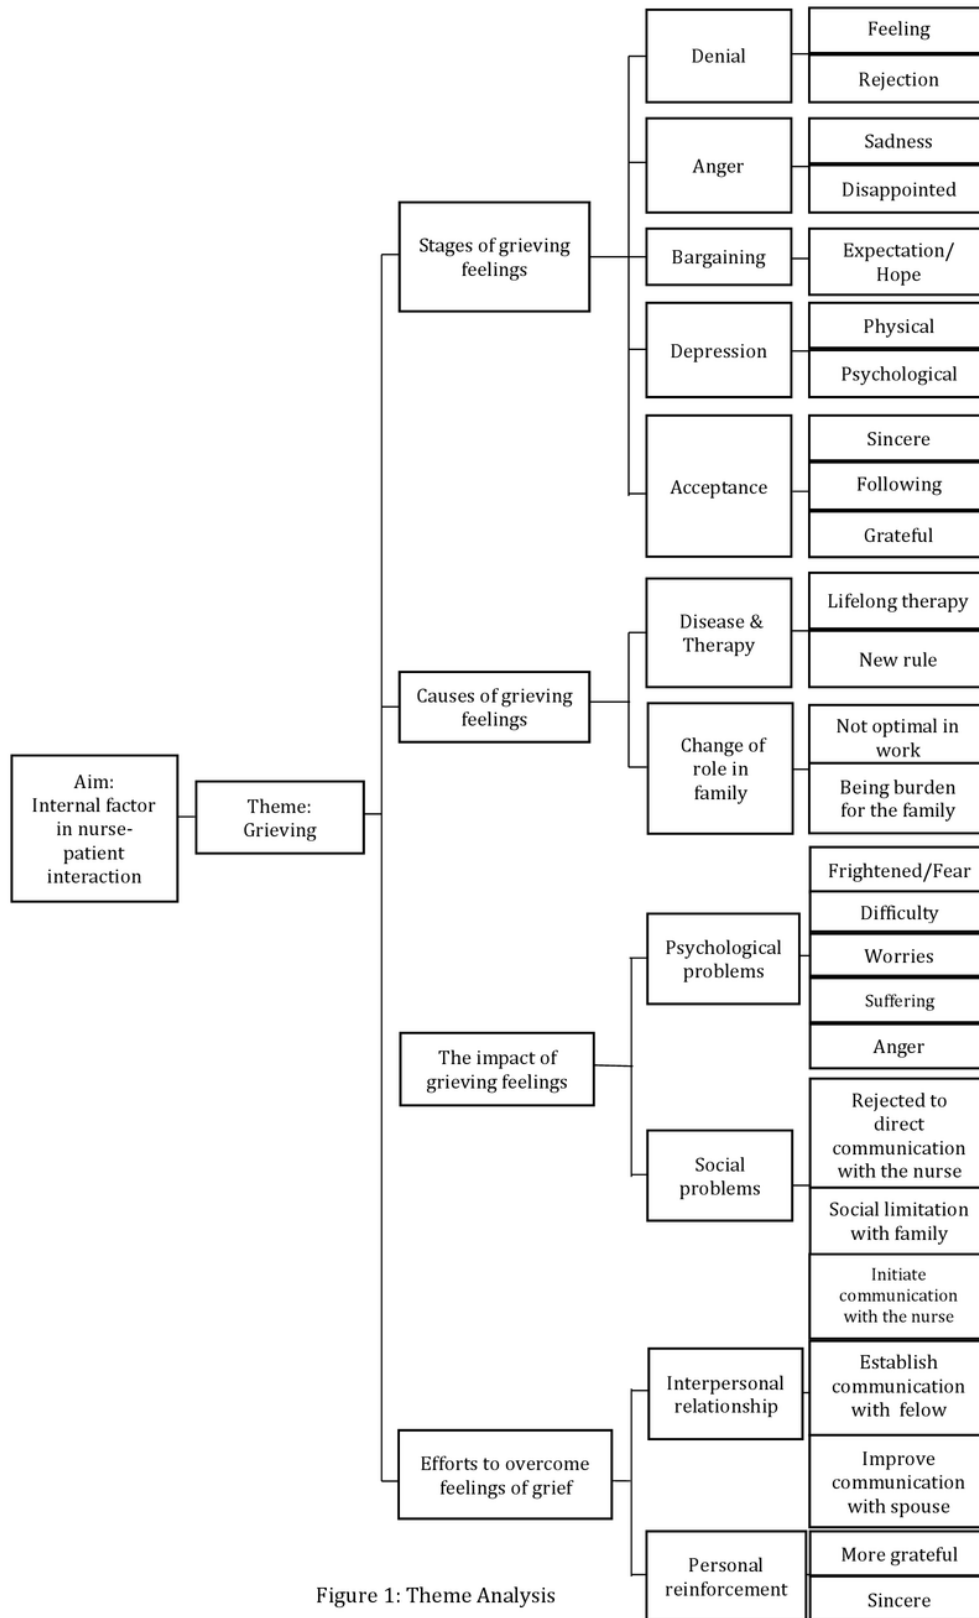 Denial
Feeling
Rejection
Anger
Sadness
Disappointed
Stages of grieving
feelings
Bargaining
Expectation/
Hope
Depression
Physical
Psychological
Acceptance
Sincere
Following
Grateful
Causes of grieving
feelings
Disease &
Therapy
Lifelong therapy
New rule
Change of
role in
family
Not optimal in
work
Being burden
for the family
Aim:
Internal factor
in nurse-
patient
interaction
Theme:
Grieving
The impact of
grieving feelings
Psychological
problems
Frightened/Fear
Difficulty
Worries
Suffering
Anger
Social
problems
Rejected to
direct
communication
with the nurse
Social limitation
with family
Efforts to overcome
feelings of grief
Interpersonal
relationship
Initiate
communication
with the nurse
Establish
communication
with felow
Improve
communication
with spouse
Personal
reinforcement
More grateful
Sincere
Figure 1: Theme Analysis